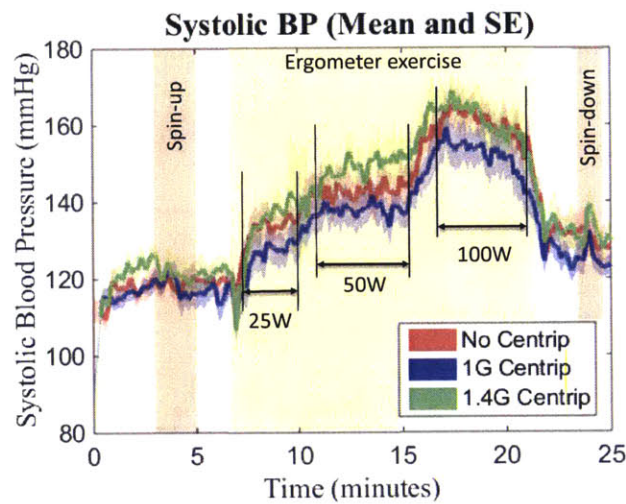 Systolic BP (Mean and SE)
Systolic Blood Pressure (mmHg)
180
160
140
120
100
80
Spin-up
Ergometer exercise
Spin-down
25W
50W
100W
No Centrip
1G Centrip
1.4G Centrip
0
5
10
15
20
25
Time (minutes)